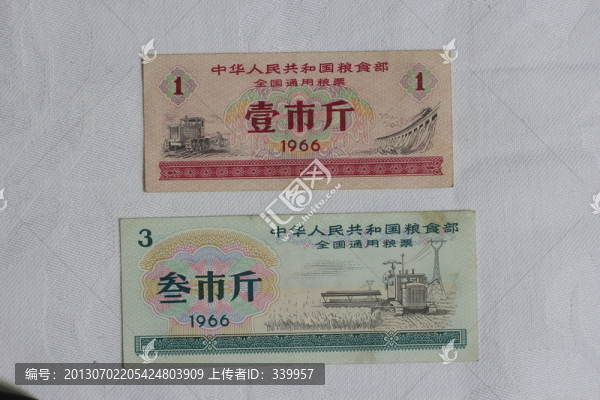 中华人民共和国粮食部
1
1
全国通用粮票
壹市斤
1966
中华人民共和国粮食部
3
全国通用粮票
叁市斤
1966
汇图网
www.huitu.com
编号：20130702205424803909 上传者ID：339957